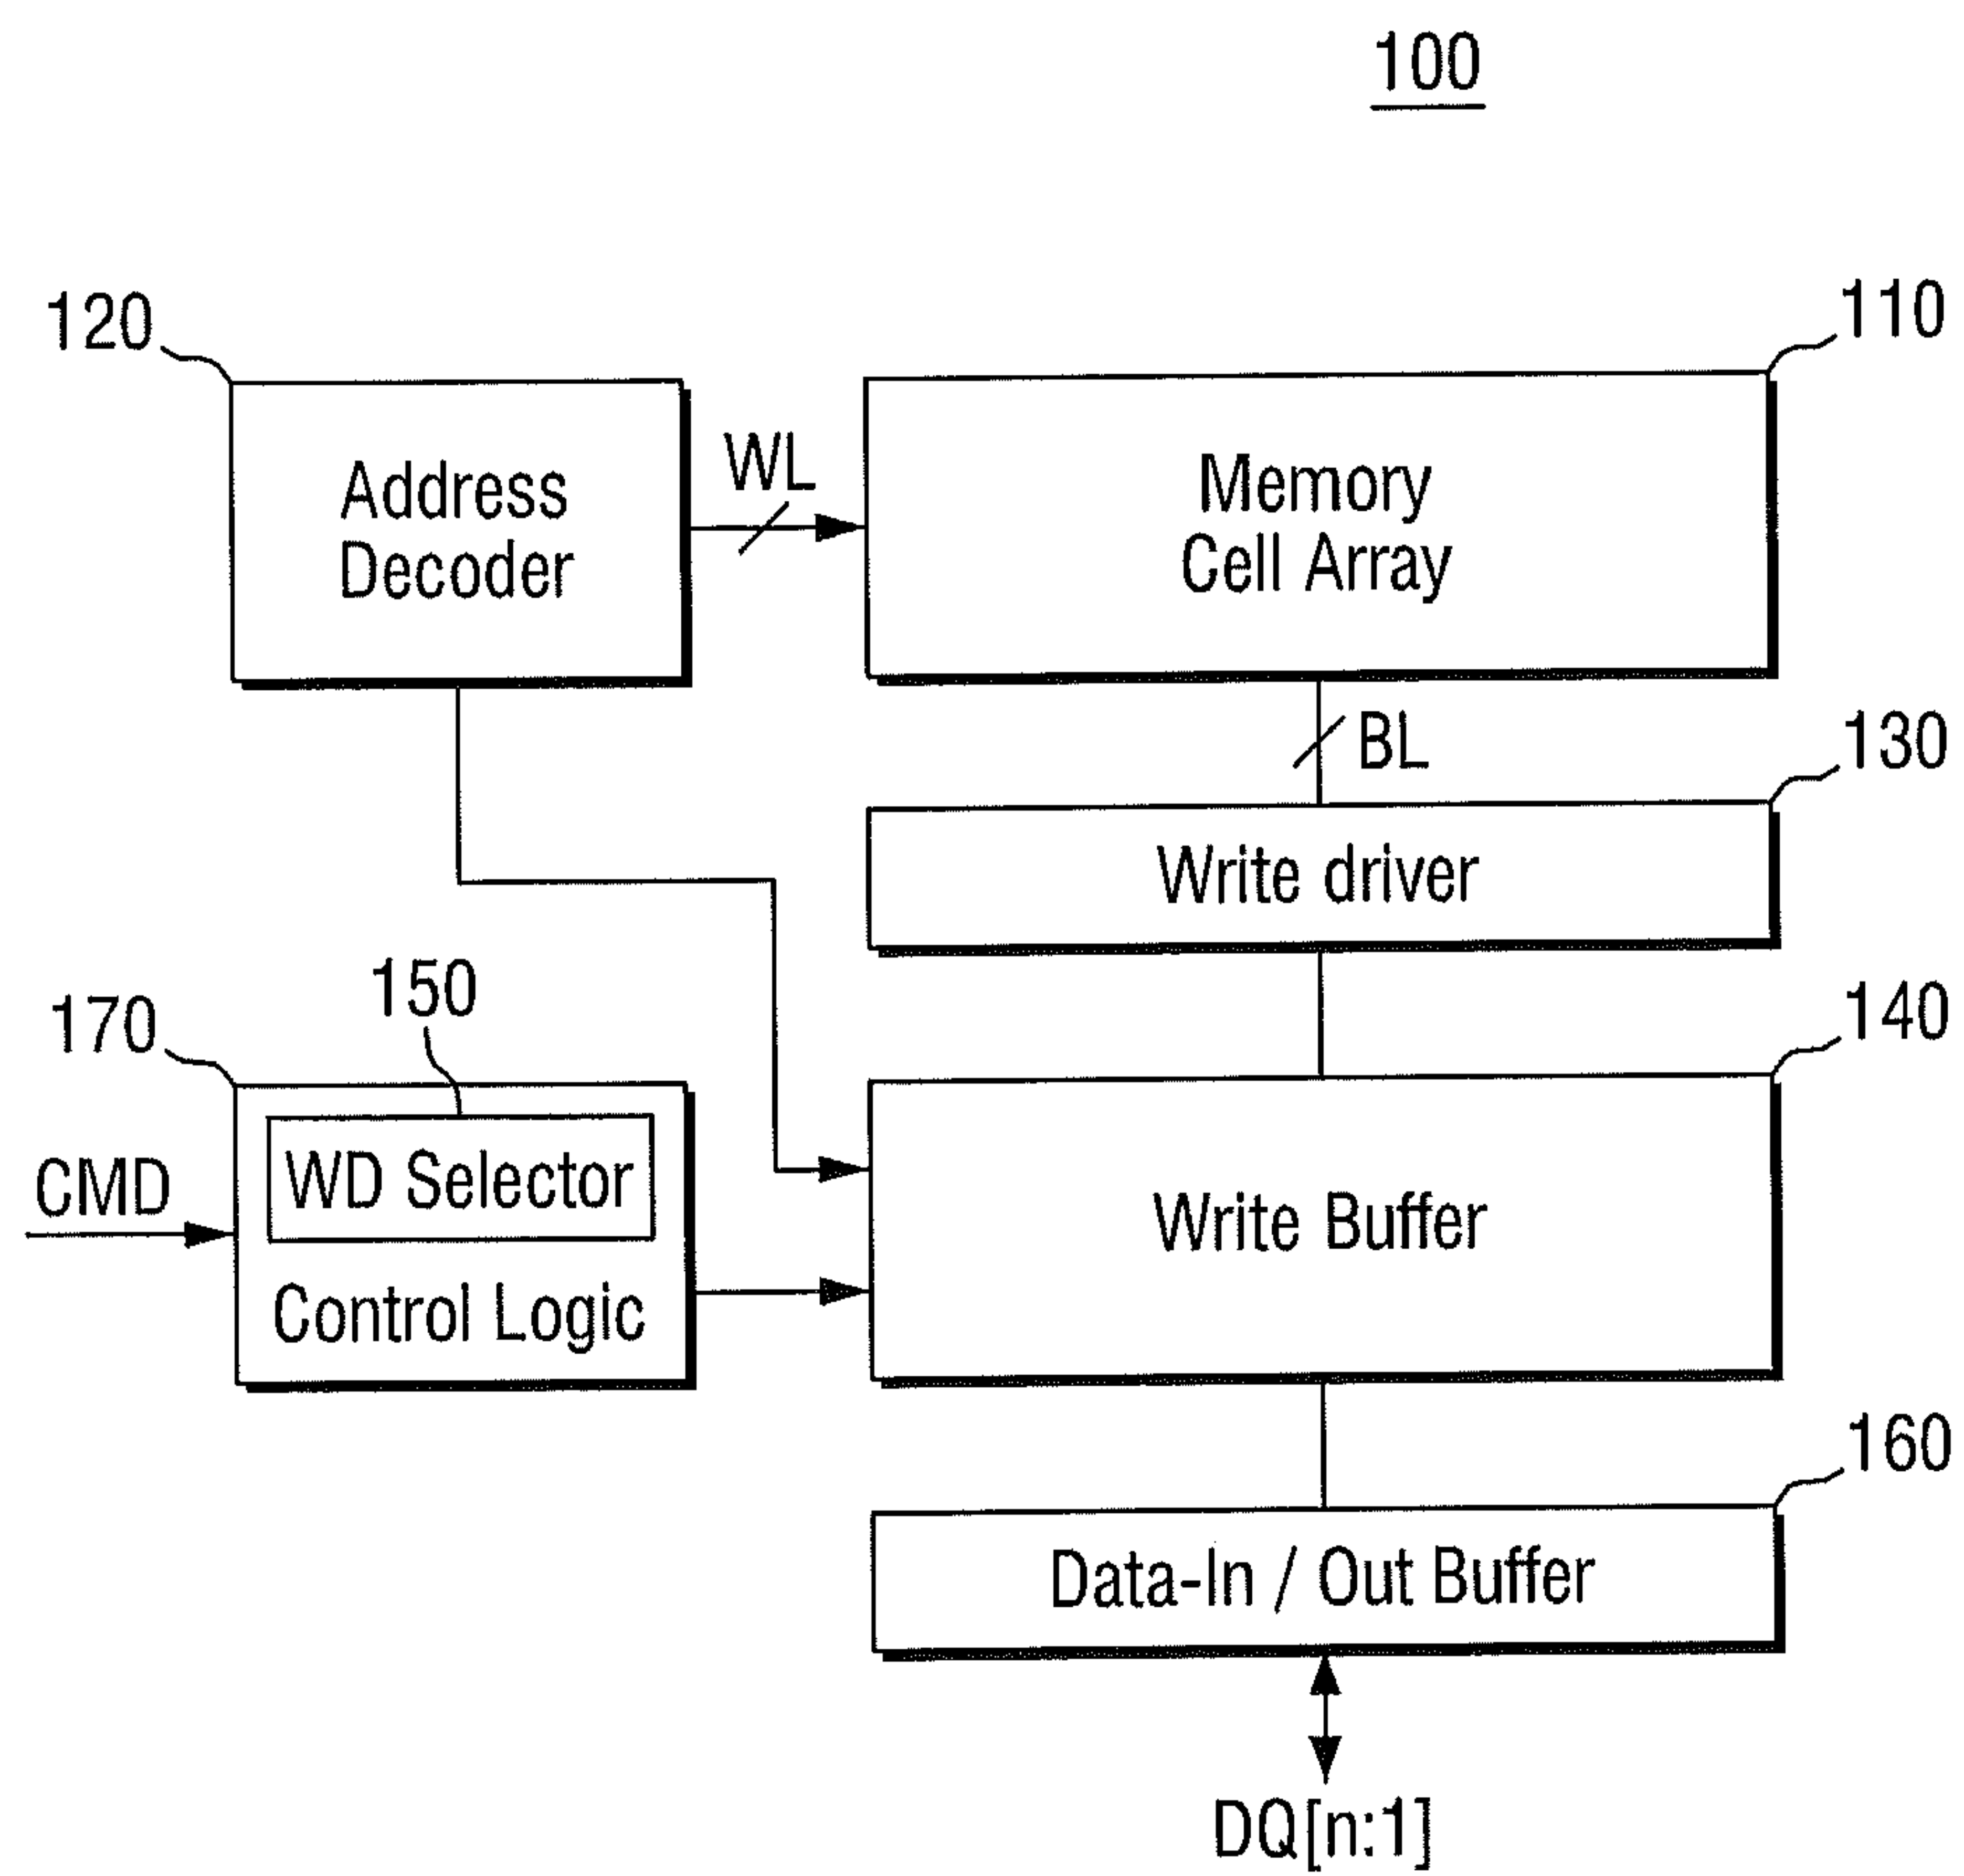 100
120
110
Address
Decoder
WL
Memory
Cell Array
BL
130
Write driver
150
170
140
CMD
WD Selector
Control Logic
Write Buffer
160
Data-In / Out Buffer
DQ[n:1]